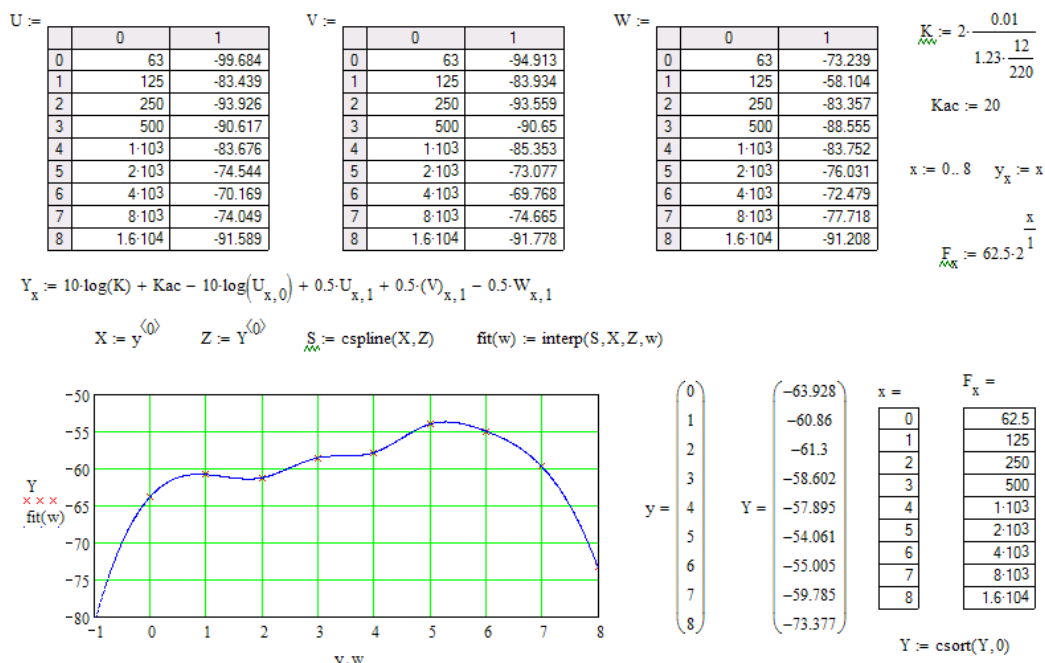 U :=
0 1
0 63 -99.684
1 125 -83.439
2 250 -93.926
3 500 -90.617
4 1·103 -83.676
5 2·103 -74.544
6 4·103 -70.169
7 8·103 -74.049
8 1.6·104 -91.589
V :=
0 1
0 63 -94.913
1 125 -83.934
2 250 -93.559
3 500 -90.65
4 1·103 -85.353
5 2·103 -73.077
6 4·103 -69.768
7 8·103 -74.665
8 1.6·104 -91.778
W :=
0 1
0 63 -73.239
1 125 -58.104
2 250 -83.357
3 500 -88.555
4 1·103 -83.752
5 2·103 -76.031
6 4·103 -72.479
7 8·103 -77.718
8 1.6·104 -91.208
K := 2· 0.01
1.23· 12
220
Kac := 20
x := 0.. 8 y x := x
F x := 62.5·2 x
1
Y x := 10·log(K) + Kac − 10·log(U x, 0) + 0.5·U x, 1 + 0.5·(V) x, 1 − 0.5·W x, 1
X := y ⟨0⟩ Z := Y ⟨0⟩ S := cspline(X, Z) fit(w) := interp(S, X, Z, w)
−50
−55
−60
−65
−70
−75
−80
Y
fit(w)
−1 0 1 2 3 4 5 6 7 8
y, w
y =
0
1
2
3
4
5
6
7
8
Y =
−63.928
−60.86
−61.3
−58.602
−57.895
−54.061
−55.005
−59.785
−73.377
x =
0
1
2
3
4
5
6
7
8
F x =
62.5
125
250
500
1·103
2·103
4·103
8·103
1.6·104
Y := csort(Y, 0)